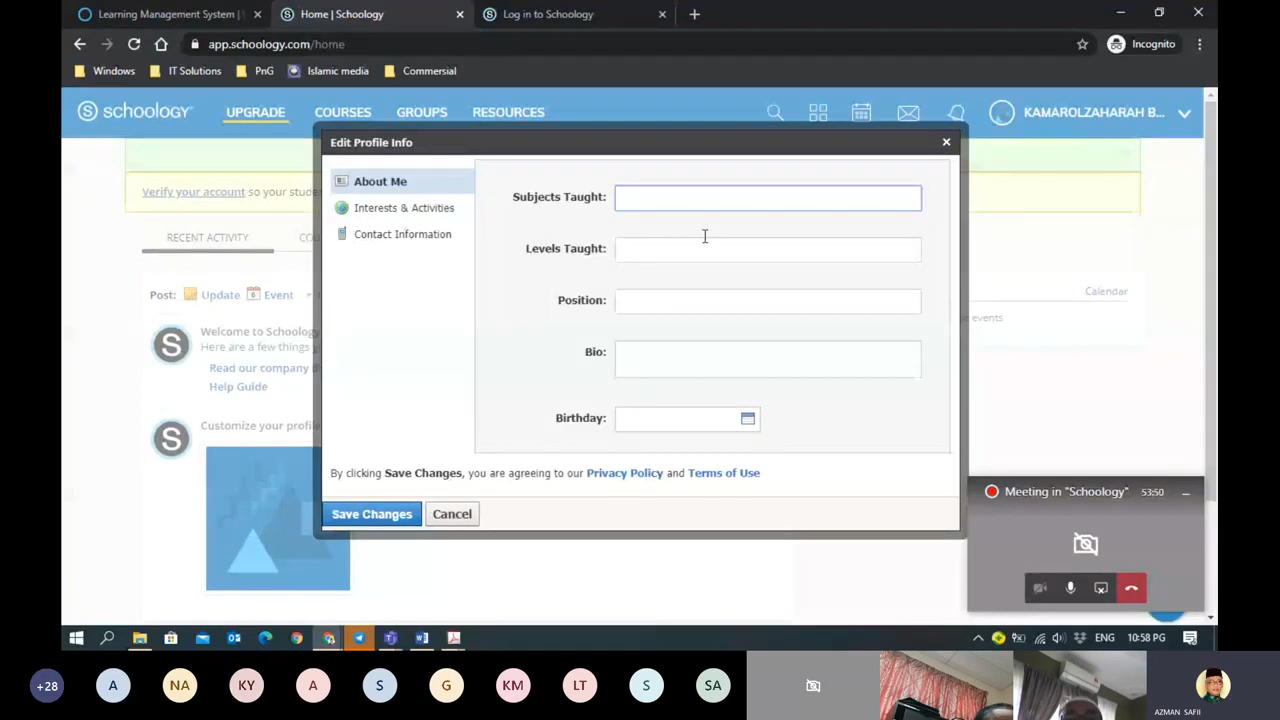 Learning Management System |
Home | Schoology
Log in to Schoology
app.schoology.com/home
Incognito
Windows
IT Solutions
PnG
Islamic media
Commersial
schoology
UPGRADE
COURSES
GROUPS
RESOURCES
KAMAROLZAHARAH B...
Edit Profile Info
Verify your account so your stude
About Me
Interests & Activities
Contact Information
Subjects Taught:
Levels Taught:
Position:
Bio:
Birthday:
RECENT ACTIVITY
COU
Post:
Update
Event
Calendar
events
Welcome to Schoology
Here are a few things
Read our company
Help Guide
Customize your profile
By clicking Save Changes, you are agreeing to our Privacy Policy and Terms of Use
Save Changes
Cancel
Meeting in "Schoology"
53:50
ENG
10:58 PG
+28
A
NA
KY
A
S
G
KM
LT
S
SA
AZMAN SAFII